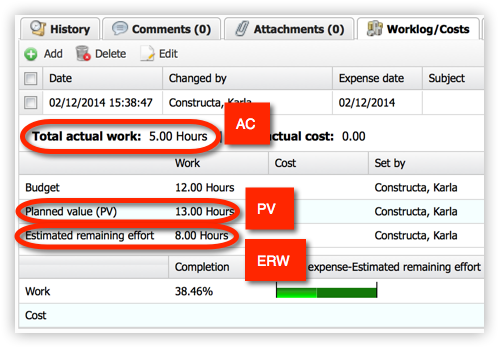 History Comments (0) Attachments (0) Worklog/Costs
Add Delete Edit
Date Changed by Expense date Subject
02/12/2014 15:38:47 Constructa, Karla 02/12/2014
AC
Total actual work: 5.00 Hours actual cost: 0.00
Work Cost Set by
Budget 12.00 Hours Constructa, Karla
Planned value (PV) 13.00 Hours PV Constructa, Karla
Estimated remaining effort 8.00 Hours Constructa, Karla
ERW
Completion expense-Estimated remaining effort
Work 38.46%
Cost